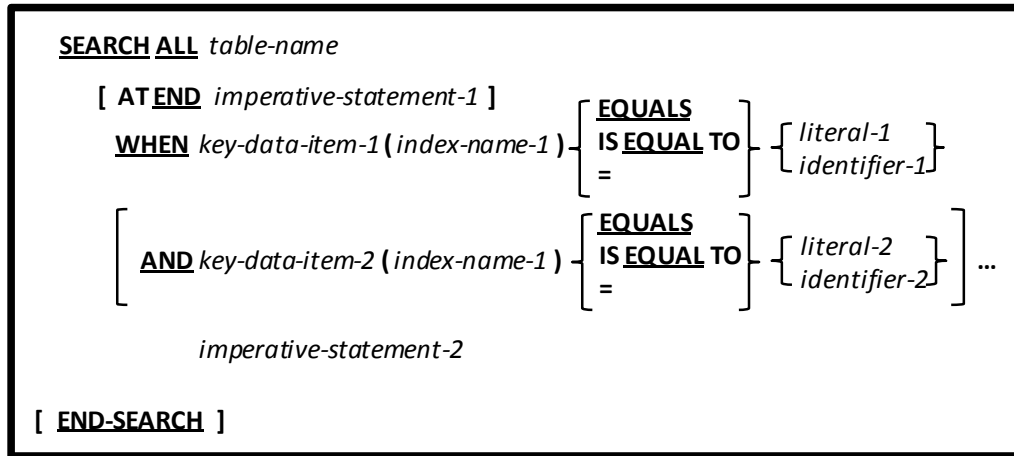 SEARCH ALL table-name
[ AT END imperative-statement-1 ]
EQUALS
WHEN key-data-item-1 ( index-name-1 ) IS EQUAL TO literal-1
= identifier-1
EQUALS
AND key-data-item-2 ( index-name-1 ) IS EQUAL TO literal-2 ...
= identifier-2
imperative-statement-2
[ END-SEARCH ]